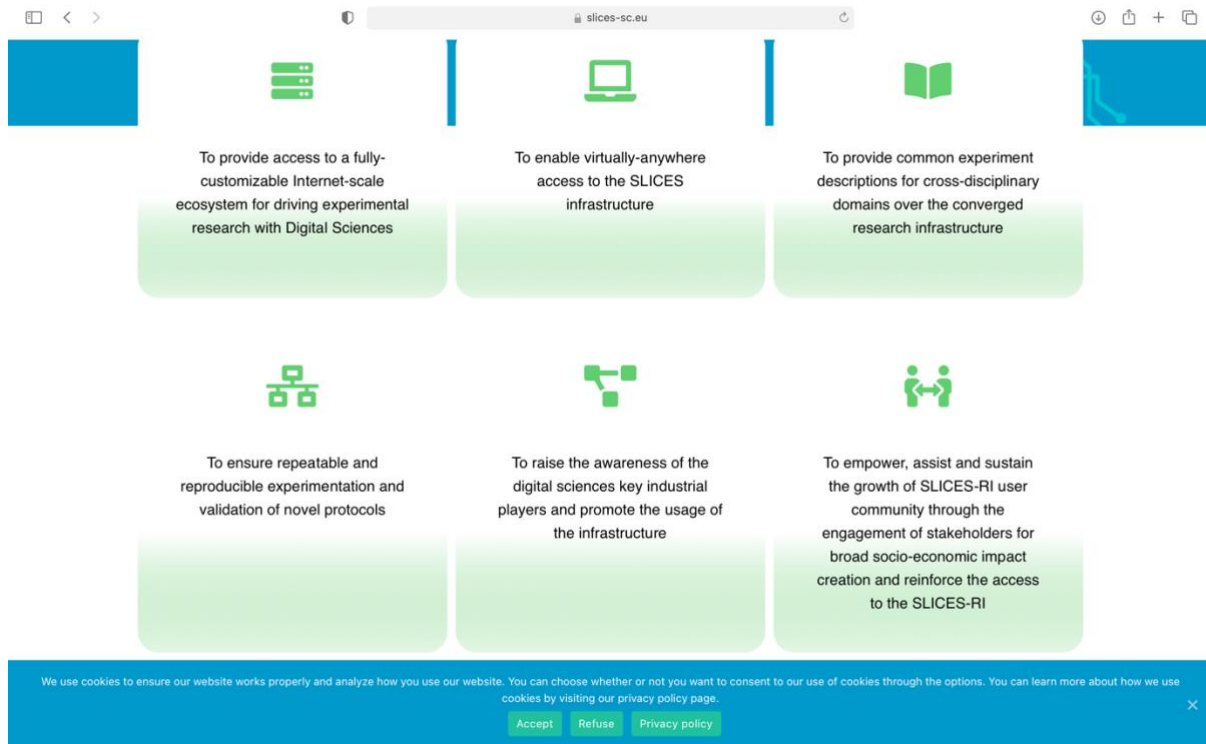 slices-sc.eu
To provide access to a fully-
customizable Internet-scale
ecosystem for driving experimental
research with Digital Sciences
To enable virtually-anywhere
access to the SLICES
infrastructure
To provide common experiment
descriptions for cross-disciplinary
domains over the converged
research infrastructure
To ensure repeatable and
reproducible experimentation and
validation of novel protocols
To raise the awareness of the
digital sciences key industrial
players and promote the usage of
the infrastructure
To empower, assist and sustain
the growth of SLICES-RI user
community through the
engagement of stakeholders for
broad socio-economic impact
creation and reinforce the access
to the SLICES-RI
We use cookies to ensure our website works properly and analyze how you use our website. You can choose whether or not you want to consent to our use of cookies through the options. You can learn more about how we use
cookies by visiting our privacy policy page.
Accept Refuse Privacy policy